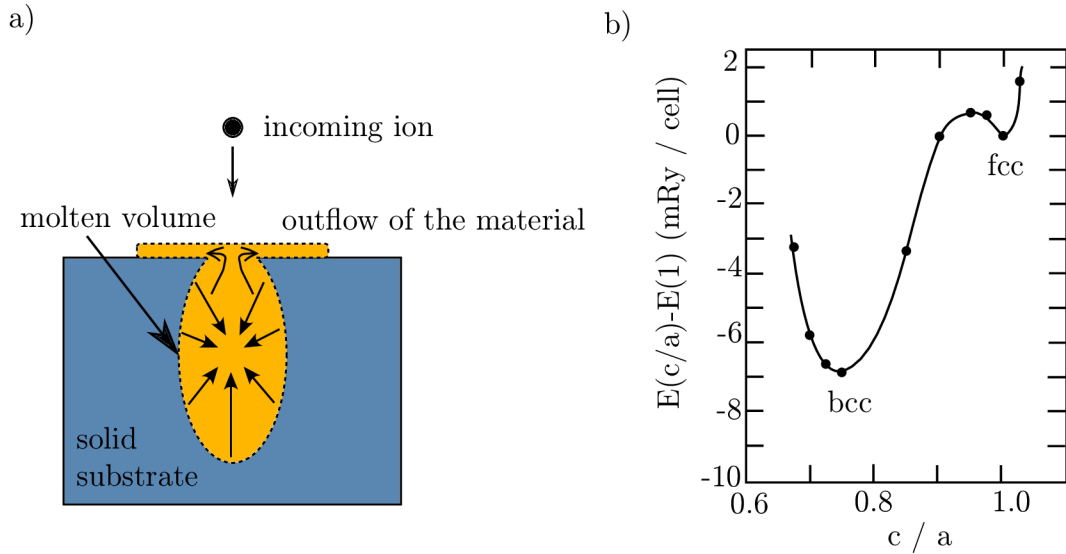 a)
incoming ion
molten volume
outflow of the material
solid
substrate
b)
E(c/a)-E(1) (mRy / cell)
2
0
-2
-4
-6
-8
-10
fcc
bcc
0.6
0.8
1.0
c / a